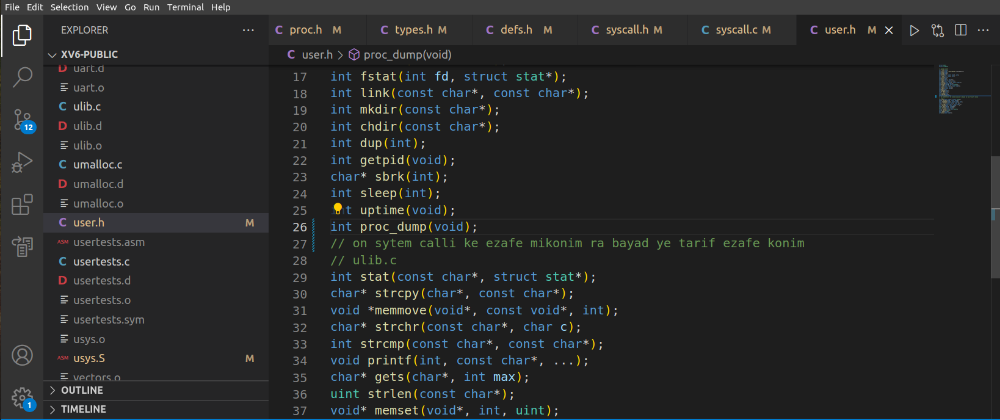 File Edit Selection View Go Run Terminal Help
EXPLORER
XV6-PUBLIC
D uart.d
uart.o
C ulib.c
D ulib.d
ulib.o
C umalloc.c
D umalloc.d
umalloc.o
C user.h M
ASM usertests.asm
C usertests.c
D usertests.d
usertests.o
usertests.sym
usys.o
ASM usys.S M
vectors.o
OUTLINE
TIMELINE
12
1
C proc.h M C types.h M C defs.h M C syscall.h M C syscall.c M C user.h M
C user.h > proc_dump(void)
17 int fstat(int fd, struct stat*);
18 int link(const char*, const char*);
19 int mkdir(const char*);
20 int chdir(const char*);
21 int dup(int);
22 int getpid(void);
23 char* sbrk(int);
24 int sleep(int);
25 int uptime(void);
26 int proc_dump(void);
27 // on sytem calli ke ezafe mikonim ra bayad ye tarif ezafe konim
28 // ulib.c
29 int stat(const char*, struct stat*);
30 char* strcpy(char*, const char*);
31 void *memmove(void*, const void*, int);
32 char* strchr(const char*, char c);
33 int strcmp(const char*, const char*);
34 void printf(int, const char*, ...);
35 char* gets(char*, int max);
36 uint strlen(const char*);
37 void* memset(void*, int, uint);